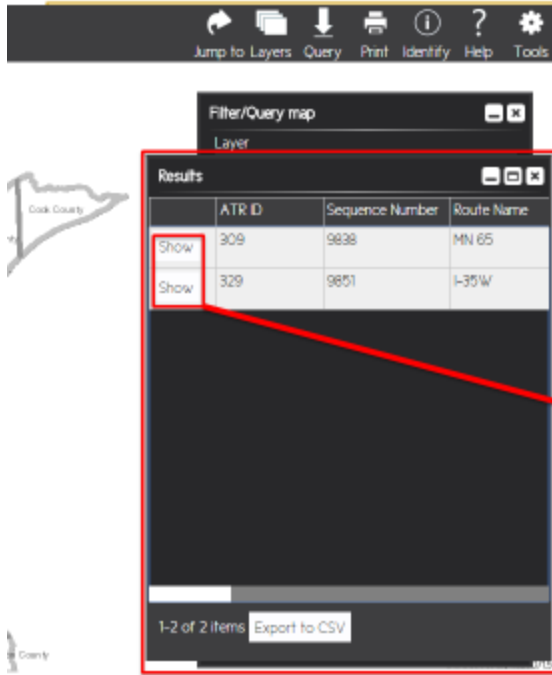 Jump to Layers Query Print Identify Help Tools
Filter/Query map
Layer
Cook County
Results
ATR ID Sequence Number Route Name
Show 309 9838 MN 65
Show 329 9851 I-35W
1-2 of 2 items Export to CSV
County